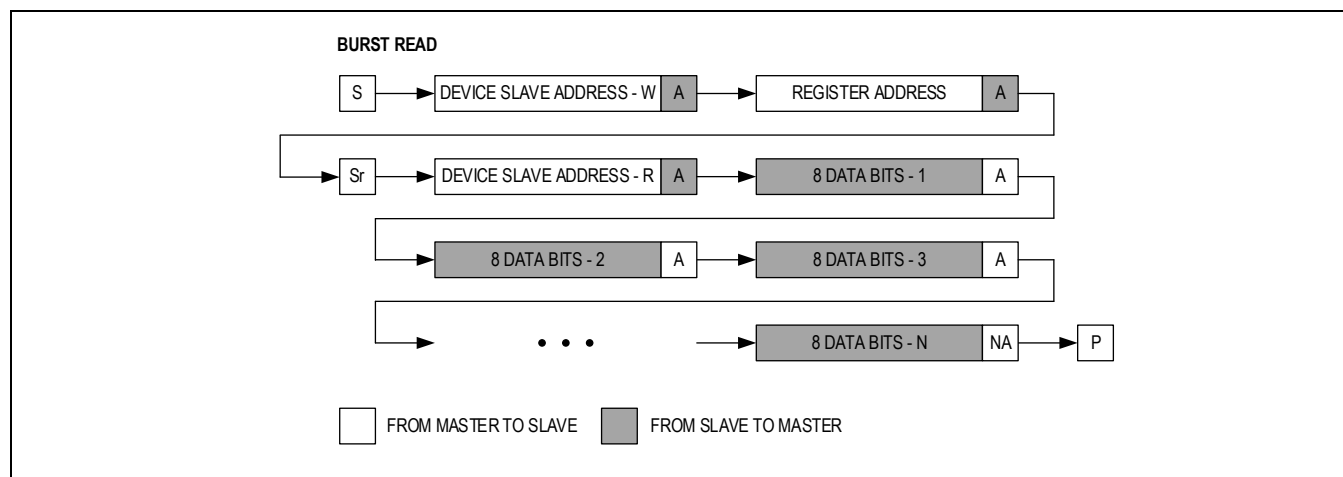 BURST READ
S DEVICE SLAVE ADDRESS - W A REGISTER ADDRESS A
Sr DEVICE SLAVE ADDRESS - R A 8 DATA BITS - 1 A
8 DATA BITS - 2 A 8 DATA BITS - 3 A
• • • 8 DATA BITS - N NA P
FROM MASTER TO SLAVE FROM SLAVE TO MASTER